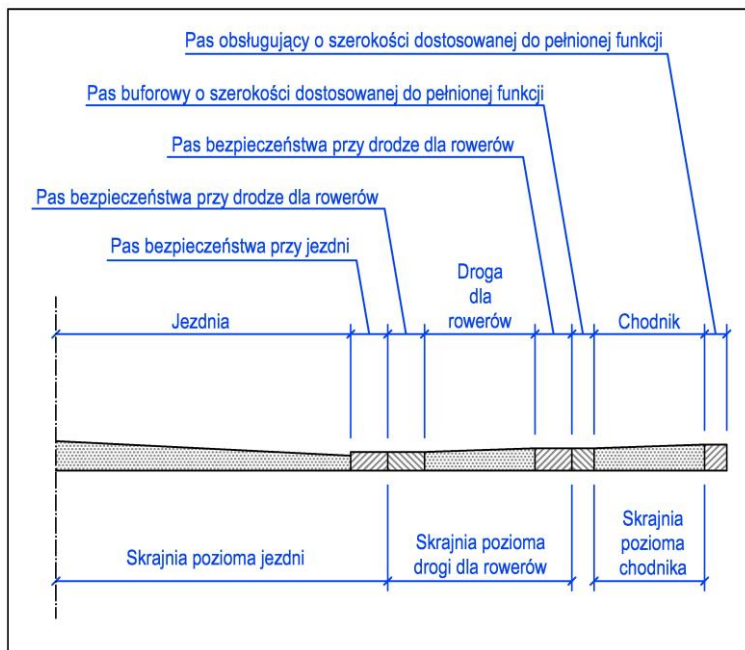 Pas obsługujący o szerokości dostosowanej do pełnionej funkcji
Pas buforowy o szerokości dostosowanej do pełnionej funkcji
Pas bezpieczeństwa przy drodze dla rowerów
Pas bezpieczeństwa przy drodze dla rowerów
Pas bezpieczeństwa przy jezdni
Jezdnia
Droga
dla
rowerów
Chodnik
Skrajnia pozioma jezdni
Skrajnia pozioma
drogi dla rowerów
Skrajnia
pozioma
chodnika